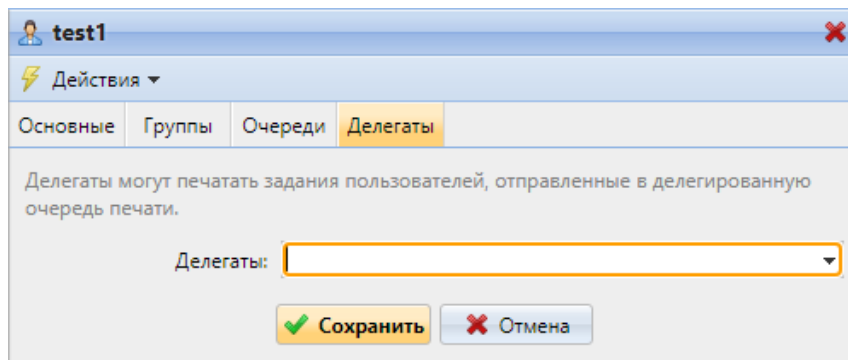 test1
Действия
Основные Группы Очереди Делегаты
Делегаты могут печатать задания пользователей, отправленные в делегированную
очередь печати.
Делегаты:
Сохранить Отмена